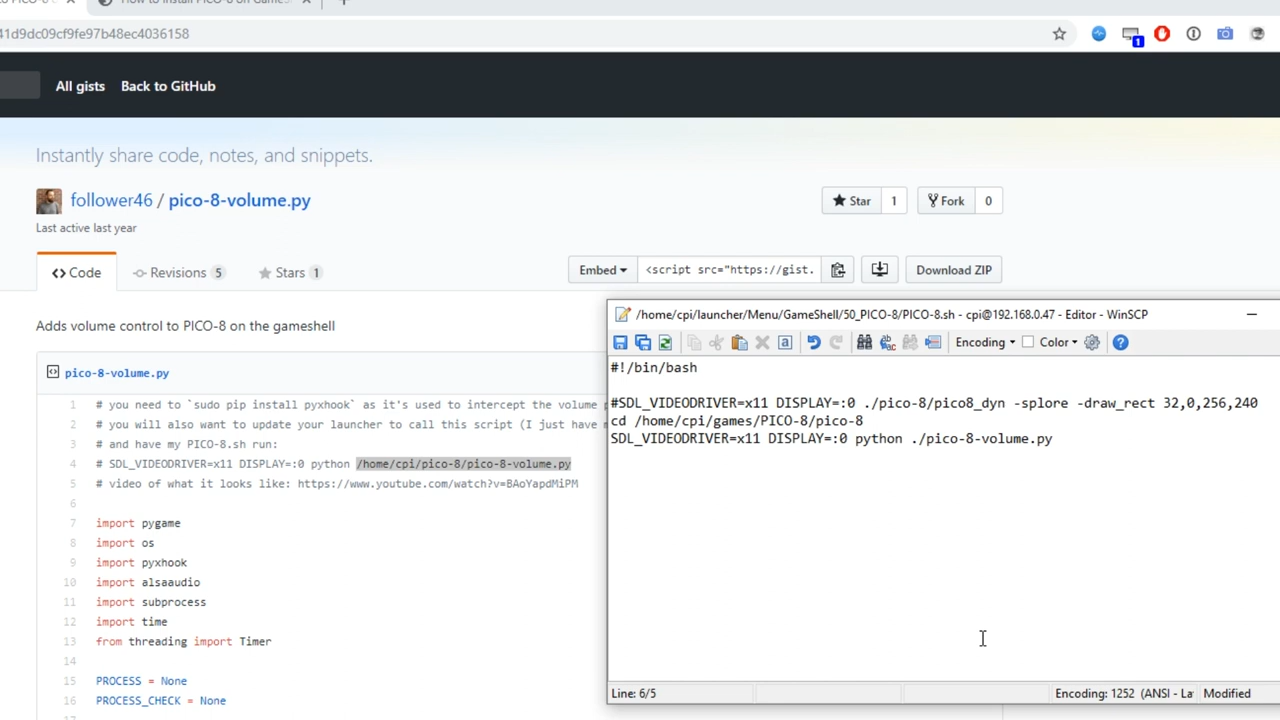 How to install PICO-8 on GameS
41d9dc09cf9fe97b48ec4036158
1
All gists Back to GitHub
Instantly share code, notes, and snippets.
follower46 / pico-8-volume.py
Star 1 Fork 0
Last active last year
Code Revisions 5 Stars 1
Embed <script src="https://gist. Download ZIP
Adds volume control to PICO-8 on the gameshell
pico-8-volume.py
1 # you need to `sudo pip install pyxhook` as it's used to intercept the volume
2 # you will also want to update your launcher to call this script (I just have
3 # and have my PICO-8.sh run:
4 # SDL_VIDEODRIVER=x11 DISPLAY=:0 python /home/cpi/pico-8/pico-8-volume.py
5 # video of what it looks like: https://www.youtube.com/watch?v=BAoYapdMiPM
6
7 import pygame
8 import os
9 import pyxhook
10 import alsaaudio
11 import subprocess
12 import time
13 from threading import Timer
14
15 PROCESS = None
16 PROCESS_CHECK = None
/home/cpi/launcher/Menu/GameShell/50_PICO-8/PICO-8.sh - cpi@192.168.0.47 - Editor - WinSCP
Encoding Color
#!/bin/bash
#SDL_VIDEODRIVER=x11 DISPLAY=:0 ./pico-8/pico8_dyn -splore -draw_rect 32,0,256,240
cd /home/cpi/games/PICO-8/pico-8
SDL_VIDEODRIVER=x11 DISPLAY=:0 python ./pico-8-volume.py
Line: 6/5 Encoding: 1252 (ANSI - La Modified